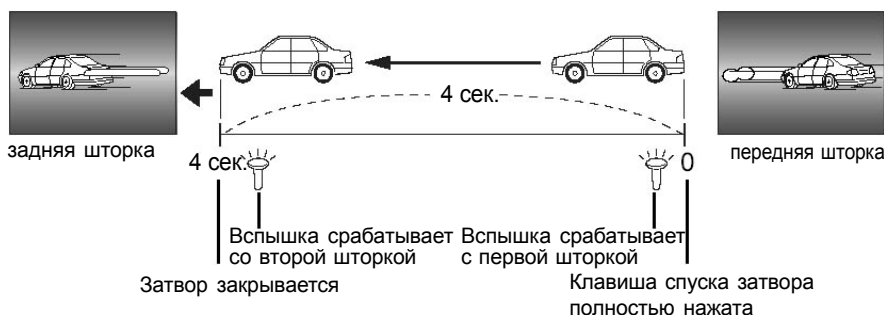 4 сек.
задняя шторка
4 сек.
0
передняя шторка
Вспышка срабатывает
со второй шторкой
Вспышка срабатывает
с первой шторкой
Затвор закрывается
Клавиша спуска затвора
полностью нажата